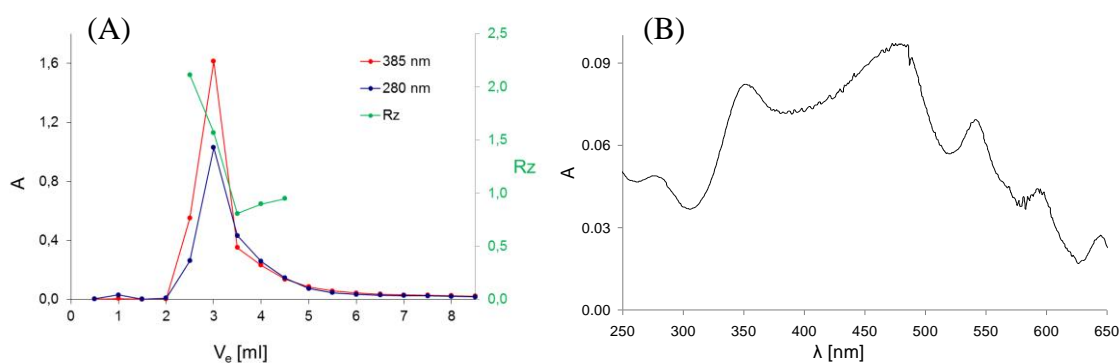 (A)
2,5
1,6
385 nm
280 nm
2,0
Rz
1,2
1,5
A
Rz
0,8
1,0
0,4
0,5
0,0
0,0
0 1 2 3 4 5 6 7 8
Vₑ [ml]
(B)
0.09
0.06
A
0.03
0.00
250 300 350 400 450 500 550 600 650
λ [nm]